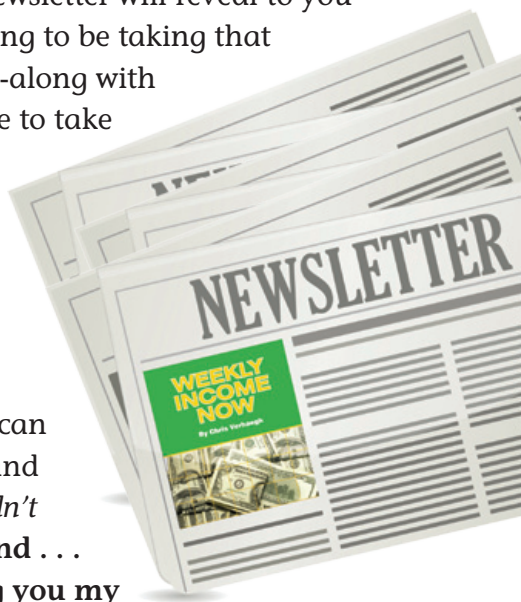 newsletter will reveal to you
ing to be taking that
-along with
e to take
NEWSLETTER
WEEKLY
INCOME
NOW
By Chris Verhaegh
can
and
dn't
nd . . .
you my